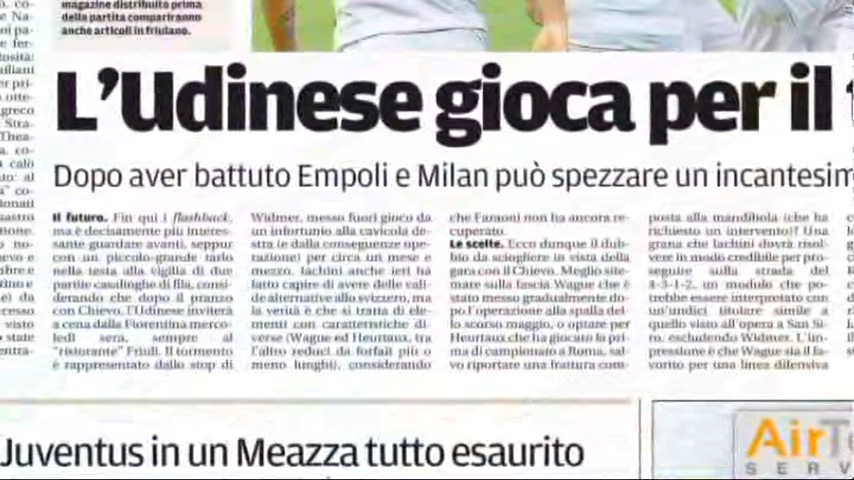 magazine distribuito prima
della partita compariranno
anche articoli in friulano.
L'Udinese gioca per il
Dopo aver battuto Empoli e Milan può spezzare un incantesim
Il futuro. Fin qui i flashback,
ma è decisamente più interes-
sante guardare avanti, seppur
con un piccolo-grande tarlo
nella testa alla vigilia di due
partite casalinghe di fila, consi-
derando che dopo il pranzo
con Chievo, l'Udinese inviterà
a cena dalla Fiorentina merco-
ledì sera, sempre al
"ristorante" Friuli. Il tormento
è rappresentato dallo stop di
Widmer, messo fuori gioco da
un infortunio alla cavicola de-
stra (e dalla conseguenze ope-
razione) per circa un mese e
mezzo. Iachini anche ieri ha
fatto capire di avere delle vali-
de alternative allo svizzero, ma
la verità è che si tratta di ele-
menti con caratteristiche di-
verse (Wague ed Heurtaux, tra
l'altro reduci da forfait più o
meno lunghi), considerando
che Faraoni non ha ancora re-
cuperato.
Le scelte. Ecco dunque il dub-
bio da sciogliere in vista della
gara con il Chievo. Meglio siste-
mare sulla fascia Wague che è
stato messo gradualmente do-
po l'operazione alla spalla del-
lo scorso maggio, o optare per
Heurtaux che ha giocato la pri-
ma di campionato a Roma, sal-
vo riportare una frattura com-
posta alla mandibola (che ha
richiesto un intervento)? Una
grana che Iachini dovrà risol-
vere in modo credibile per pro-
seguire sulla strada del
4-3-1-2, un modulo che po-
trebbe essere interpretato con
un'undici titolare simile a
quello visto all'opera a San Si-
ro, escludendo Widmer. L'im-
pressione è che Wague sia il fa-
vorito per una linea difensiva
Juventus in un Meazza tutto esaurito
AirT
SERV